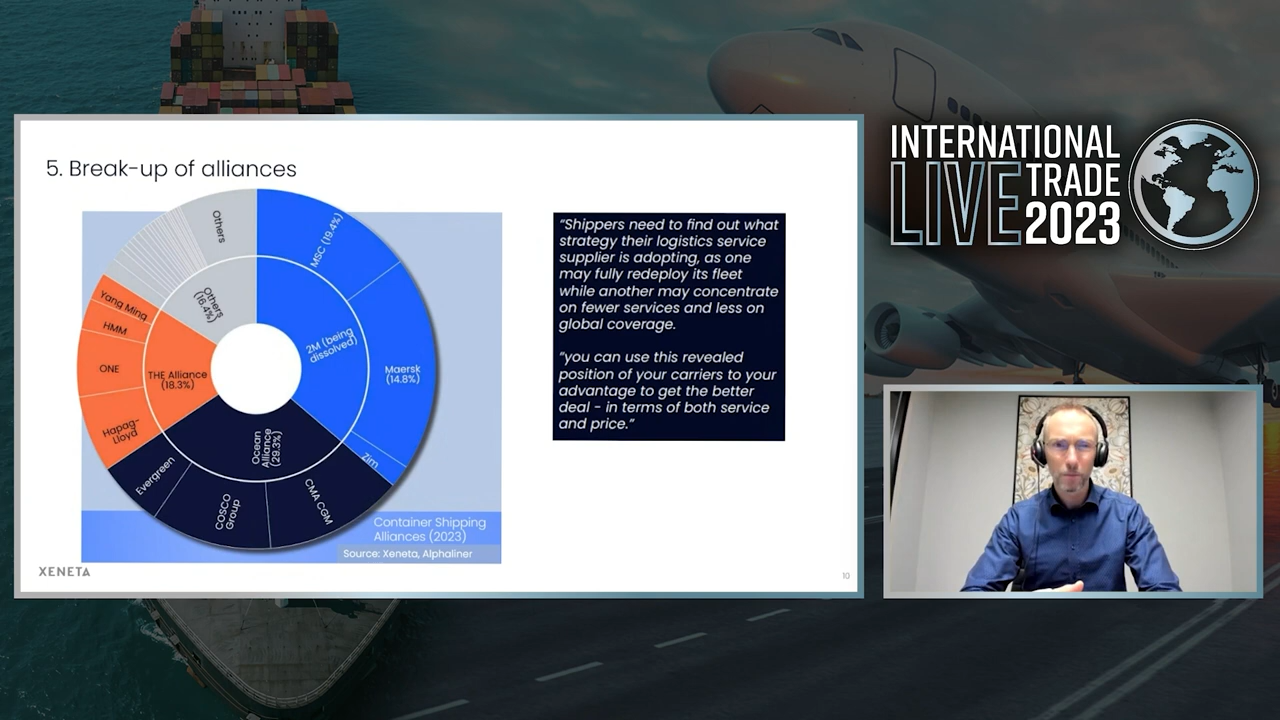 5. Break-up of alliances
Others
MSC (19.4%)
Others
(16.4%)
2M (being
dissolved)
Yang Ming
HMM
ONE
THE Alliance
(18.3%)
Maersk
(14.8%)
Hapag-
Lloyd
Ocean
Alliance
(29.3%)
Zim
Evergreen
COSCO
Group
CMA CGM
Container Shipping
Alliances (2023)
Source: Xeneta, Alphaliner
XENETA
10
"Shippers need to find out what
strategy their logistics service
supplier is adopting, as one
may fully redeploy its fleet
while another may concentrate
on fewer services and less on
global coverage.
"you can use this revealed
position of your carriers to your
advantage to get the better
deal - in terms of both service
and price."
INTERNATIONAL
LIVE TRADE
2023